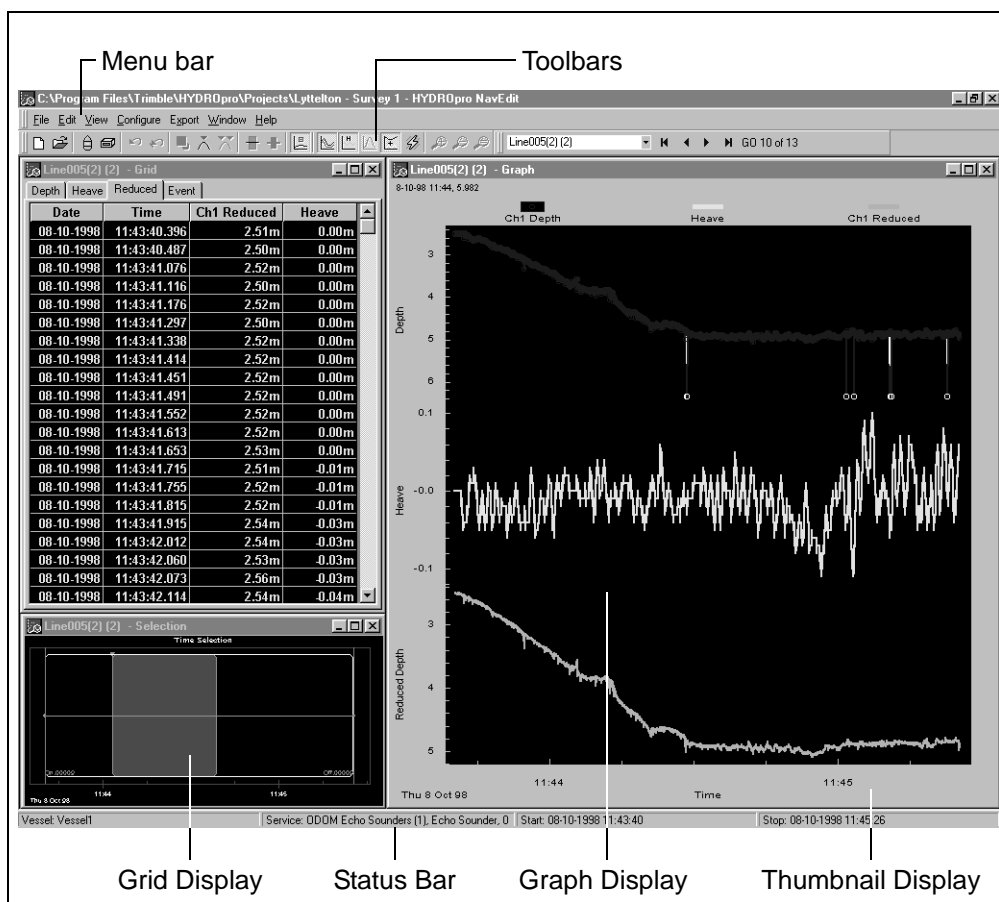 Menu bar
Toolbars
C:\Program Files\Trimble\HYDROpro\Projects\Lyttelton - Survey 1 - HYDROpro NavEdit
File Edit View Configure Export Window Help
Line005(2) (2) GO 10 of 13
Line005(2) (2) - Grid
Depth Heave Reduced Event
Date Time Ch1 Reduced Heave
08-10-1998 11:43:40.396 2.51m 0.00m
08-10-1998 11:43:40.487 2.50m 0.00m
08-10-1998 11:43:41.076 2.52m 0.00m
08-10-1998 11:43:41.116 2.50m 0.00m
08-10-1998 11:43:41.176 2.52m 0.00m
08-10-1998 11:43:41.297 2.50m 0.00m
08-10-1998 11:43:41.338 2.52m 0.00m
08-10-1998 11:43:41.414 2.52m 0.00m
08-10-1998 11:43:41.451 2.52m 0.00m
08-10-1998 11:43:41.491 2.52m 0.00m
08-10-1998 11:43:41.552 2.52m 0.00m
08-10-1998 11:43:41.613 2.52m 0.00m
08-10-1998 11:43:41.653 2.53m 0.00m
08-10-1998 11:43:41.715 2.51m -0.01m
08-10-1998 11:43:41.755 2.52m -0.01m
08-10-1998 11:43:41.815 2.52m -0.01m
08-10-1998 11:43:41.915 2.54m -0.03m
08-10-1998 11:43:42.012 2.54m -0.03m
08-10-1998 11:43:42.060 2.53m -0.03m
08-10-1998 11:43:42.073 2.56m -0.03m
08-10-1998 11:43:42.114 2.54m -0.04m
Line005(2) (2) - Selection
Time Selection
11:44 11:45
Thu 8 Oct 98
Line005(2) (2) - Graph
8-10-98 11:44, 5.982
Ch1 Depth Heave Ch1 Reduced
Depth
3
4
5
6
Heave
0.1
-0.0
-0.1
Reduced Depth
3
4
5
11:44 11:45
Thu 8 Oct 98 Time
Vessel: Vessel1 Service: ODOM Echo Sounders (1), Echo Sounder, 0 Start: 08-10-1998 11:43:40 Stop: 08-10-1998 11:45:26
Grid Display
Status Bar
Graph Display
Thumbnail Display